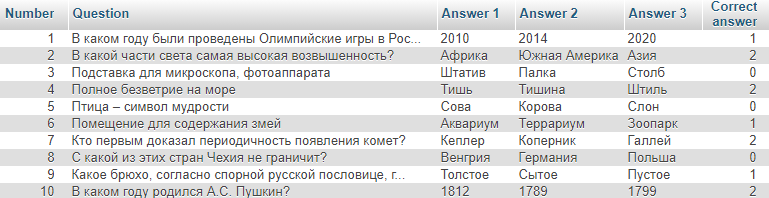 Number Question Answer 1 Answer 2 Answer 3 Correct answer
1 В каком году были проведены Олимпийские игры в Рос... 2010 2014 2020 1
2 В какой части света самая высокая возвышенность? Африка Южная Америка Азия 2
3 Подставка для микроскопа, фотоаппарата Штатив Палка Столб 0
4 Полное безветрие на море Тишь Тишина Штиль 2
5 Птица – символ мудрости Сова Корова Слон 0
6 Помещение для содержания змей Аквариум Террариум Зоопарк 1
7 Кто первым доказал периодичность появления комет? Кеплер Коперник Галлей 2
8 С какой из этих стран Чехия не граничит? Венгрия Германия Польша 0
9 Какое брюхо, согласно спорной русской пословице, г... Толстое Сытое Пустое 1
10 В каком году родился А.С. Пушкин? 1812 1789 1799 2